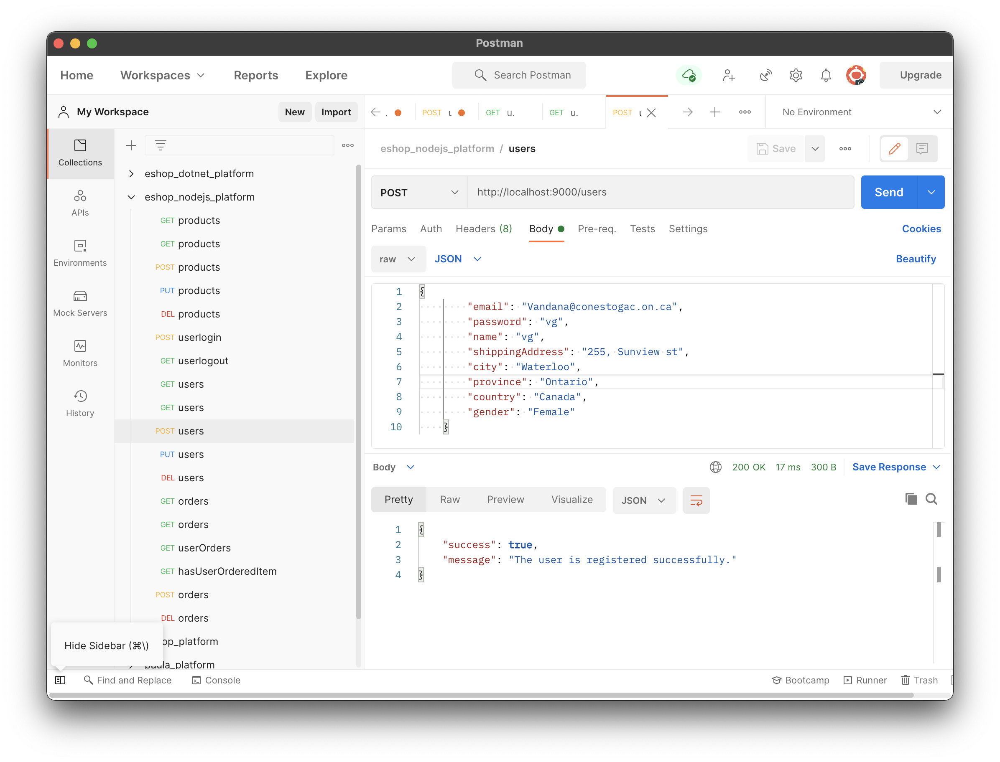 Postman
Home Workspaces Reports Explore Search Postman Upgrade
My Workspace New Import
. POST GET u. GET u. POST No Environment
Collections
APIs
Environments
Mock Servers
Monitors
History
eshop_dotnet_platform
eshop_nodejs_platform
GET products
GET products
POST products
PUT products
DEL products
POST userlogin
GET userlogout
GET users
GET users
POST users
PUT users
DEL users
GET orders
GET orders
GET userOrders
GET hasUserOrderedItem
POST orders
DEL orders
op_platform
paula_platform
Hide Sidebar (⌘\)
eshop_nodejs_platform / users Save
POST http://localhost:9000/users Send
Params Auth Headers (8) Body Pre-req. Tests Settings Cookies
raw JSON Beautify
1 {
2 "email": "Vandana@conestogac.on.ca",
3 "password": "vg",
4 "name": "vg",
5 "shippingAddress": "255, Sunview st",
6 "city": "Waterloo",
7 "province": "Ontario",
8 "country": "Canada",
9 "gender": "Female"
10 }
Body 200 OK 17 ms 300 B Save Response
Pretty Raw Preview Visualize JSON
1 {
2 "success": true,
3 "message": "The user is registered successfully."
4 }
Find and Replace Console Bootcamp Runner Trash